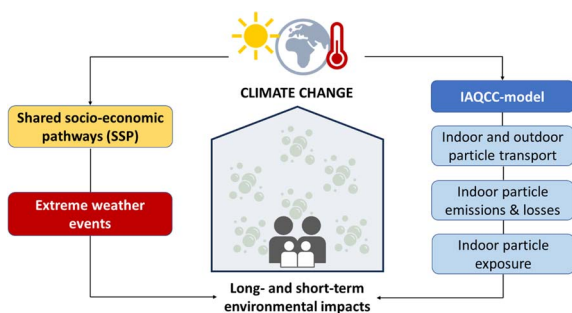 CLIMATE CHANGE
Shared socio-economic
pathways (SSP)
Extreme weather
events
IAQCC-model
Indoor and outdoor
particle transport
Indoor particle
emissions & losses
Indoor particle
exposure
Long- and short-term
environmental impacts